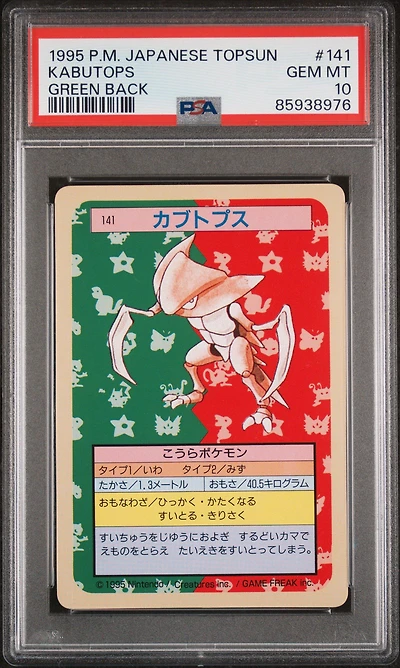 1995 P.M. JAPANESE TOPSUN #141
KABUTOPS GEM MT
GREEN BACK 10
PSA 85938976
141 カブトプス
こうらポケモン
タイプ1/いわ タイプ2/みず
たかさ/1.3メートル おもさ/40.5キログラム
おもなわざ/ひっかく・かたくなる
すいとる・きりさく
すいちゅうをじゆうにおよぎ するどいカマで
えものをとらえ たいえきをすいとってしまう。
©1995 Nintendo / Creatures inc. / GAME FREAK inc.